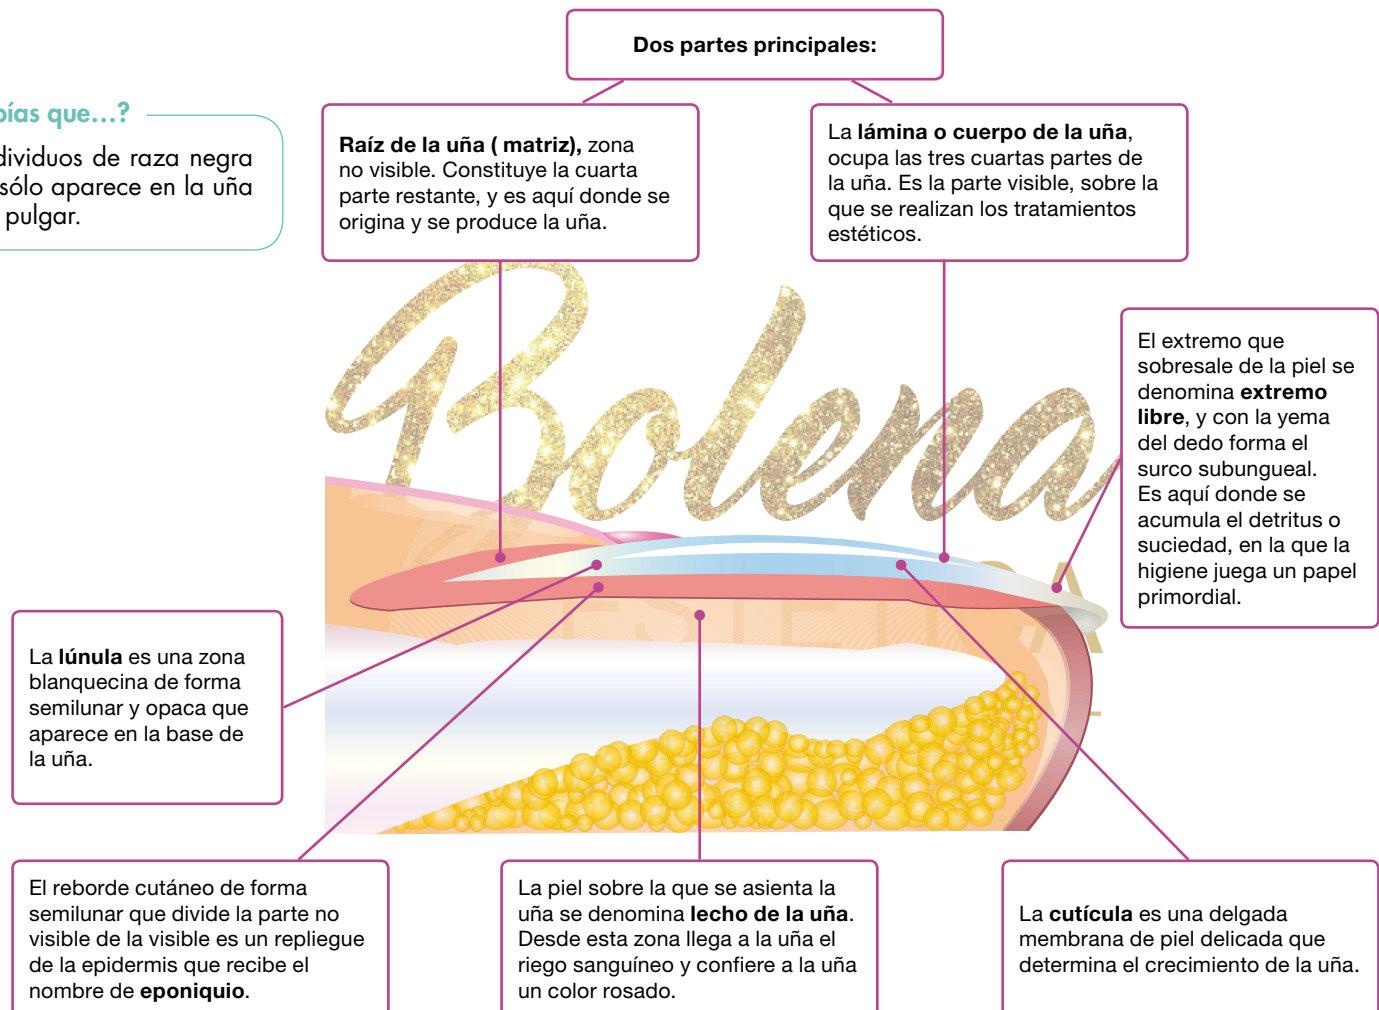 Dos partes principales:
bías que...?
dividuos de raza negra
sólo aparece en la uña
pulgar.
Raíz de la uña ( matriz), zona
no visible. Constituye la cuarta
parte restante, y es aquí donde se
origina y se produce la uña.
La lámina o cuerpo de la uña,
ocupa las tres cuartas partes de
la uña. Es la parte visible, sobre la
que se realizan los tratamientos
estéticos.
Bolena
El extremo que
sobresale de la piel se
denomina extremo
libre, y con la yema
del dedo forma el
surco subungueal.
Es aquí donde se
acumula el detritus o
suciedad, en la que la
higiene juega un papel
primordial.
La lúnula es una zona
blanquecina de forma
semilunar y opaca que
aparece en la base de
la uña.
El reborde cutáneo de forma
semilunar que divide la parte no
visible de la visible es un repliegue
de la epidermis que recibe el
nombre de eponiquio.
La piel sobre la que se asienta la
uña se denomina lecho de la uña.
Desde esta zona llega a la uña el
riego sanguíneo y confiere a la uña
un color rosado.
La cutícula es una delgada
membrana de piel delicada que
determina el crecimiento de la uña.